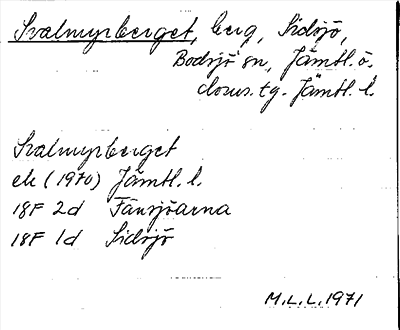 Svalmyrberget, berg, Sidsjö,
Bodsjö sn, Jämtl. ö.
doms. tg. Jämtl. l.
Svalmyrberget
ek (1970) Jämtl. l.
18F 2d Fänsjöarna
18F 1d Sidsjö
M.L.L. 1971